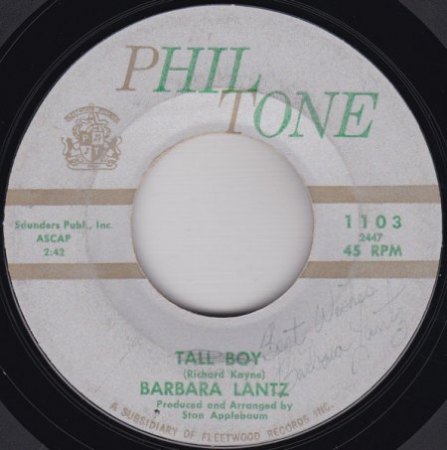 PHIL
TONE
Saunders Publ., Inc.
ASCAP
2:42
1103
2447
45 RPM
TALL BOY
(Richard Kayne)
BARBARA LANTZ
Produced and Arranged by
Stan Applebaum
A SUBSIDIARY OF FLEETWOOD RECORDS INC.
Best Wishes
Barbara Lantz